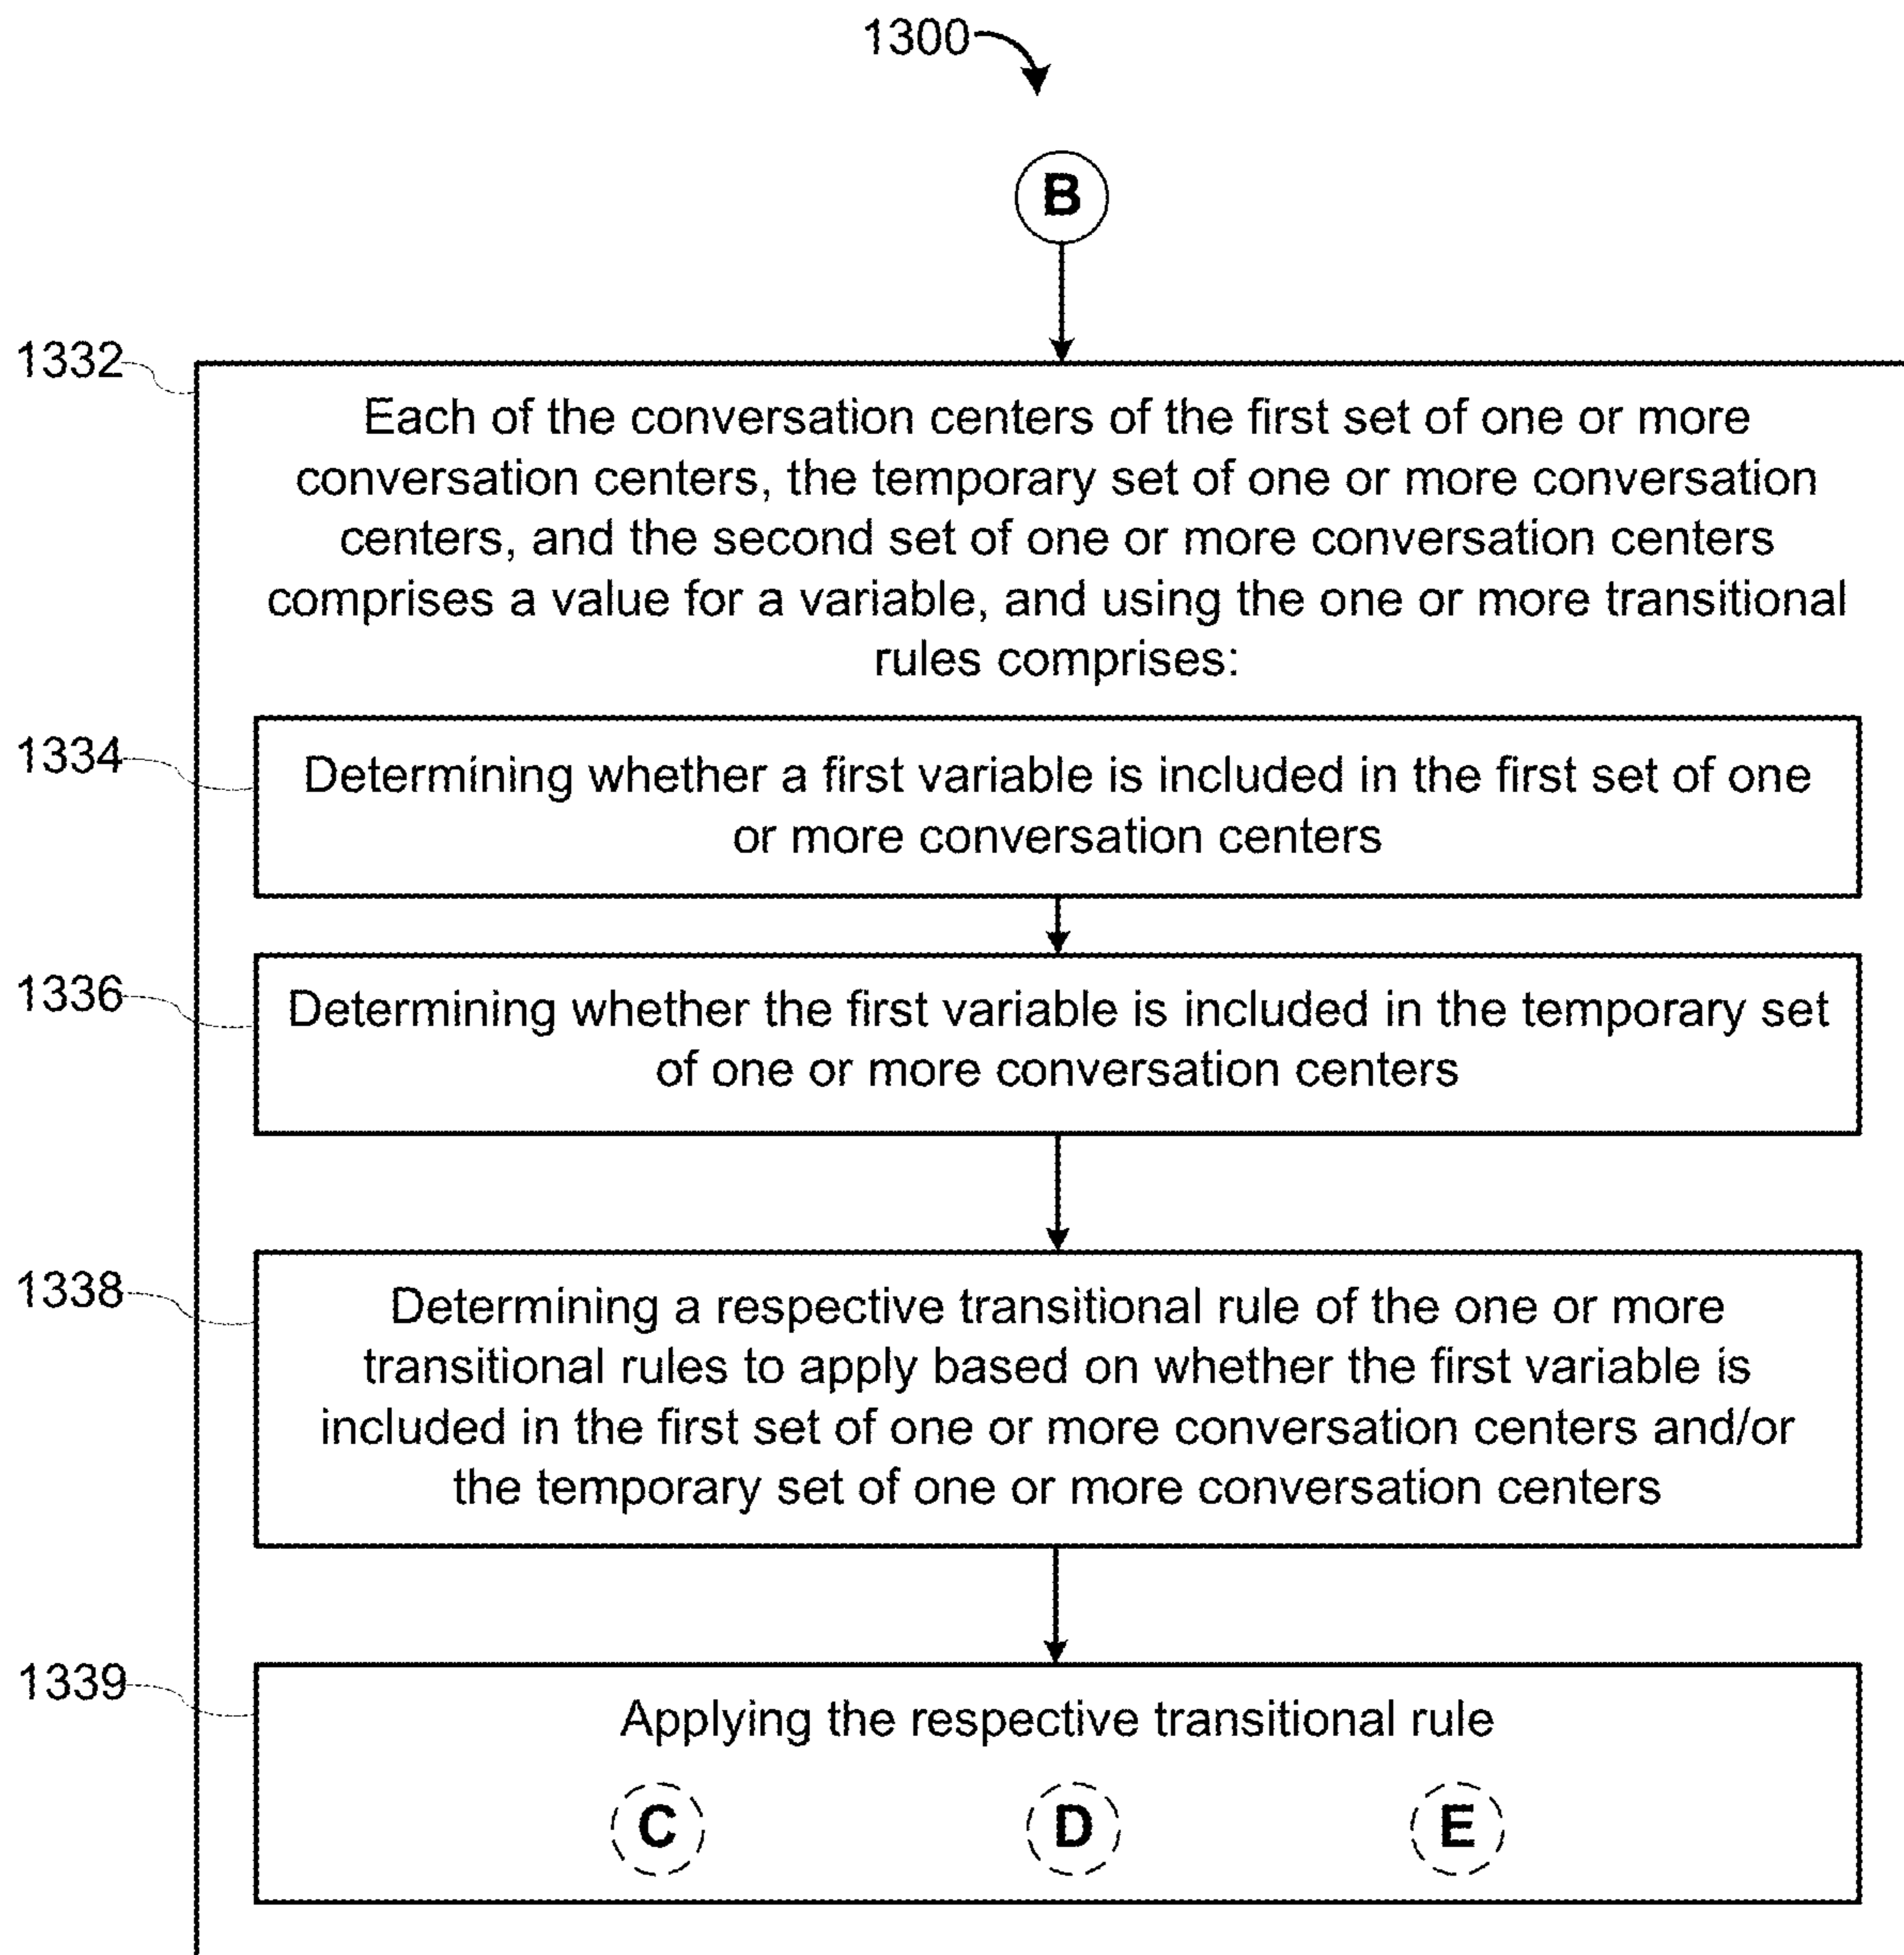 1300
B
1332
Each of the conversation centers of the first set of one or more
conversation centers, the temporary set of one or more conversation
centers, and the second set of one or more conversation centers
comprises a value for a variable, and using the one or more transitional
rules comprises:
1334
Determining whether a first variable is included in the first set of one
or more conversation centers
1336
Determining whether the first variable is included in the temporary set
of one or more conversation centers
1338
Determining a respective transitional rule of the one or more
transitional rules to apply based on whether the first variable is
included in the first set of one or more conversation centers and/or
the temporary set of one or more conversation centers
1339
Applying the respective transitional rule
C D E